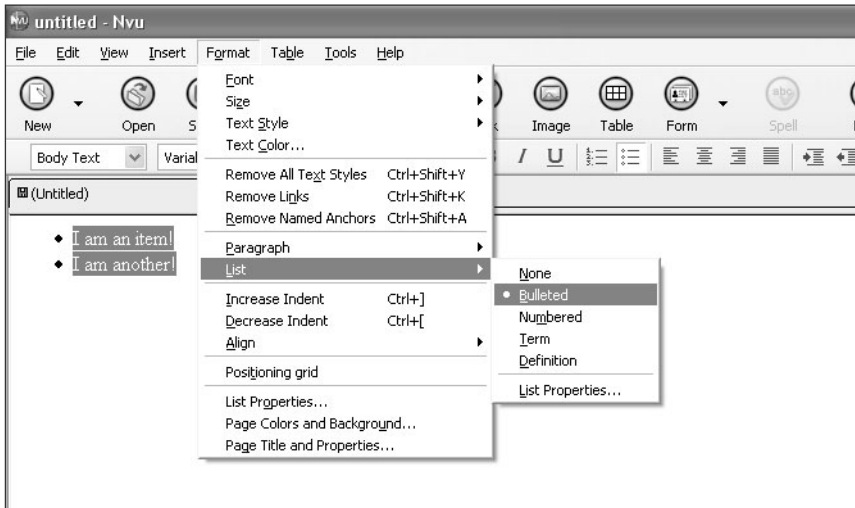 untitled - Nvu
File Edit View Insert Format Table Tools Help
New Open S Image Table Form Spell
Body Text Varial I U
(Untitled)
Font
Size
Text Style
Text Color...
Remove All Text Styles Ctrl+Shift+Y
Remove Links Ctrl+Shift+K
Remove Named Anchors Ctrl+Shift+A
Paragraph
List
Increase Indent Ctrl+]
Decrease Indent Ctrl+[
Align
Positioning grid
List Properties...
Page Colors and Background...
Page Title and Properties...
None
Bulleted
Numbered
Term
Definition
List Properties...
I am an item!
I am another!